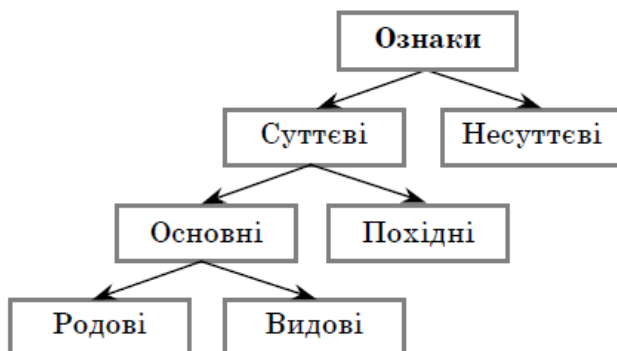 Ознаки
Суттєві
Несуттєві
Основні
Похідні
Родові
Видові